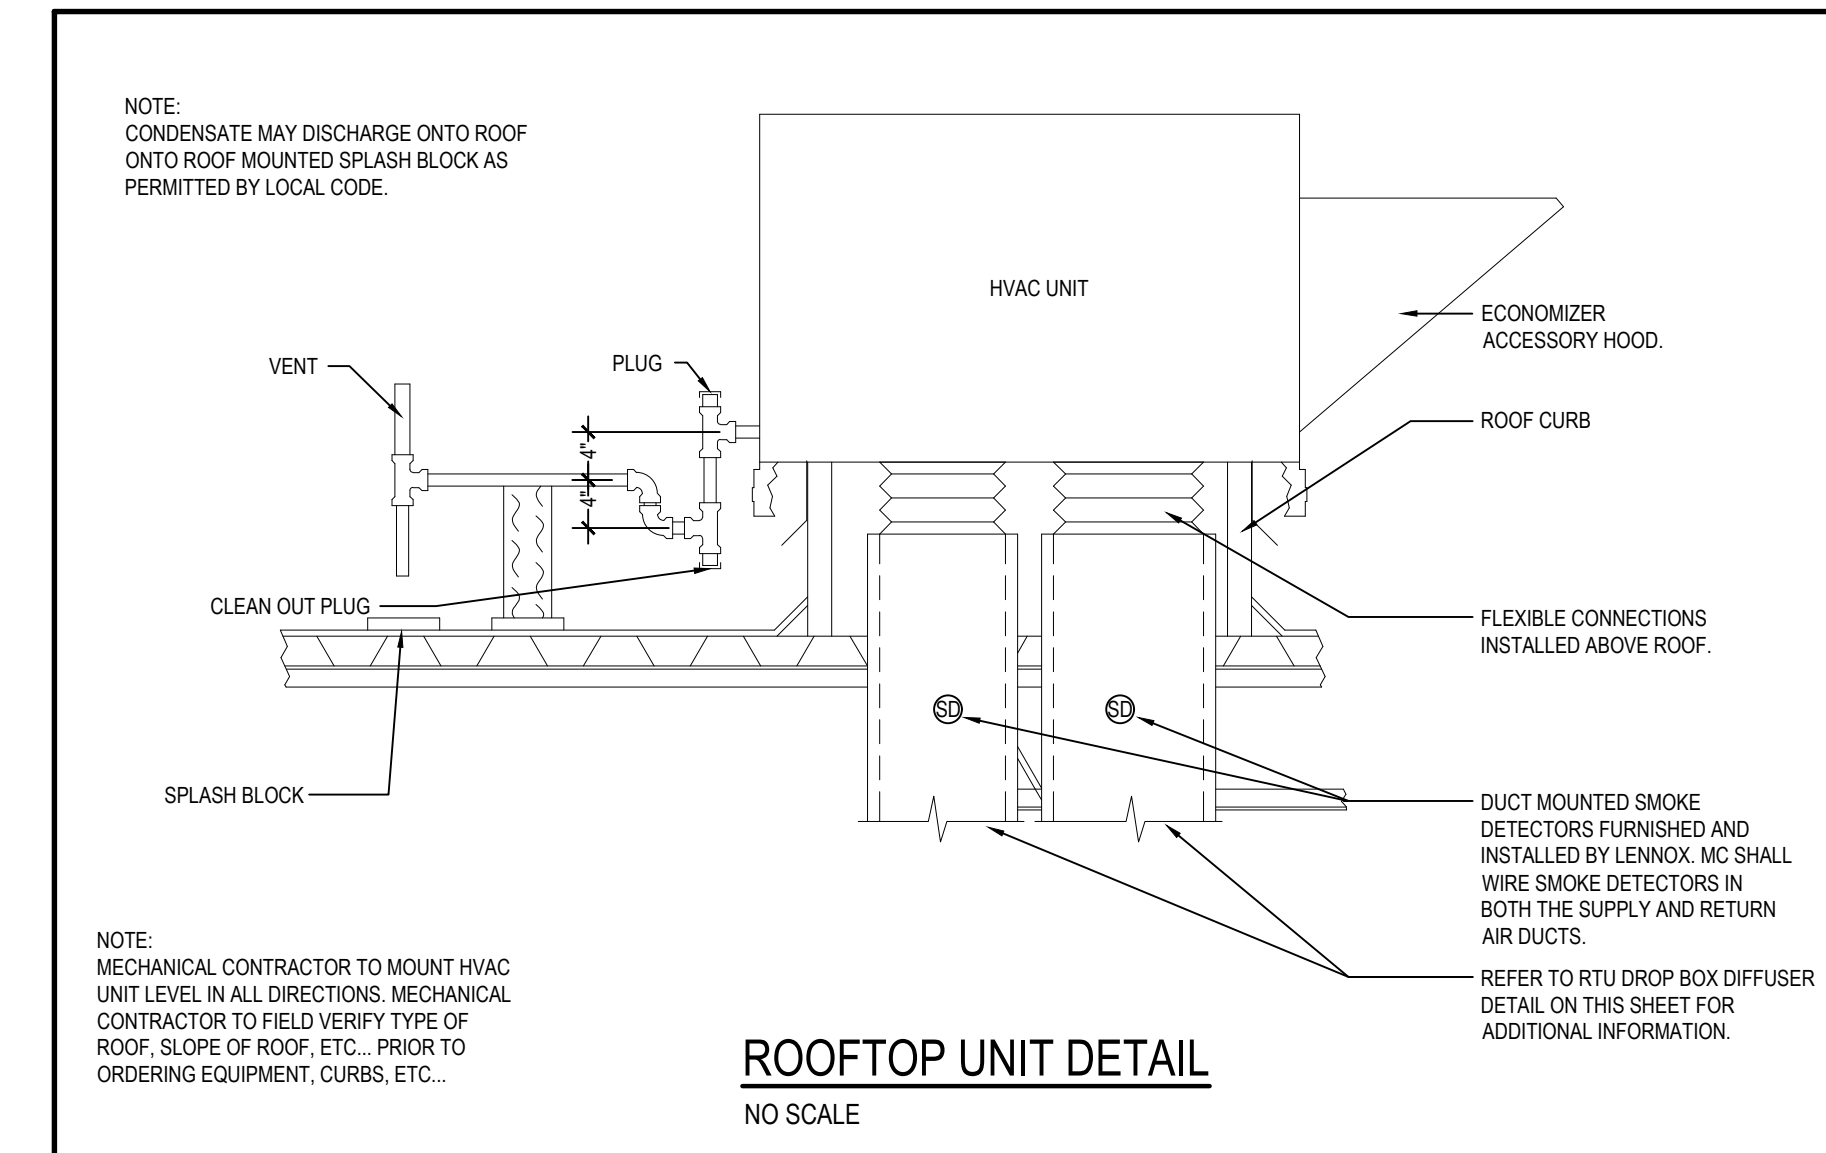 NOTE:
CONDENSATE MAY DISCHARGE ONTO ROOF
ONTO ROOF MOUNTED SPLASH BLOCK AS
PERMITTED BY LOCAL CODE.
HVAC UNIT
ECONOMIZER
ACCESSORY HOOD.
VENT
PLUG
ROOF CURB
4"
4"
CLEAN OUT PLUG
FLEXIBLE CONNECTIONS
INSTALLED ABOVE ROOF.
SD
SD
SPLASH BLOCK
DUCT MOUNTED SMOKE
DETECTORS FURNISHED AND
INSTALLED BY LENNOX. MC SHALL
WIRE SMOKE DETECTORS IN
BOTH THE SUPPLY AND RETURN
AIR DUCTS.
NOTE:
MECHANICAL CONTRACTOR TO MOUNT HVAC
UNIT LEVEL IN ALL DIRECTIONS. MECHANICAL
CONTRACTOR TO FIELD VERIFY TYPE OF
ROOF, SLOPE OF ROOF, ETC... PRIOR TO
ORDERING EQUIPMENT, CURBS, ETC...
REFER TO RTU DROP BOX DIFFUSER
DETAIL ON THIS SHEET FOR
ADDITIONAL INFORMATION.
ROOFTOP UNIT DETAIL
NO SCALE